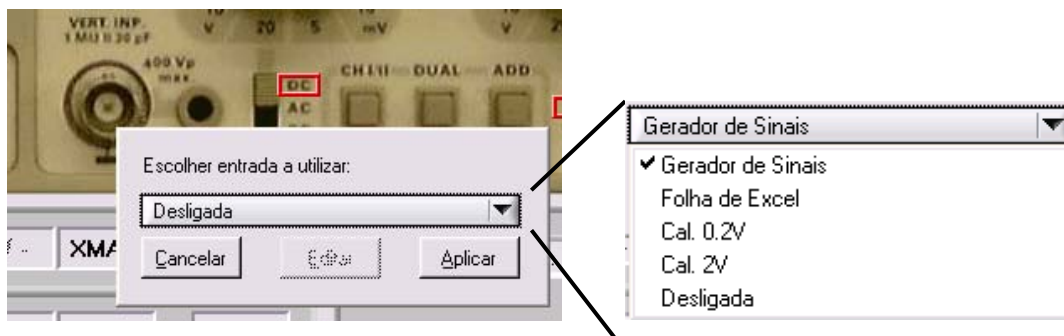 VERT. INP.
1 MΩ II 30 pF
400 Vp
max.
V
20
5
mV
V
CH I/II
DUAL
ADD
DC
AC
Escolher entrada a utilizar:
Desligada
Cancelar
Editar
Aplicar
XMA
Gerador de Sinais
✔ Gerador de Sinais
Folha de Excel
Cal. 0.2V
Cal. 2V
Desligada